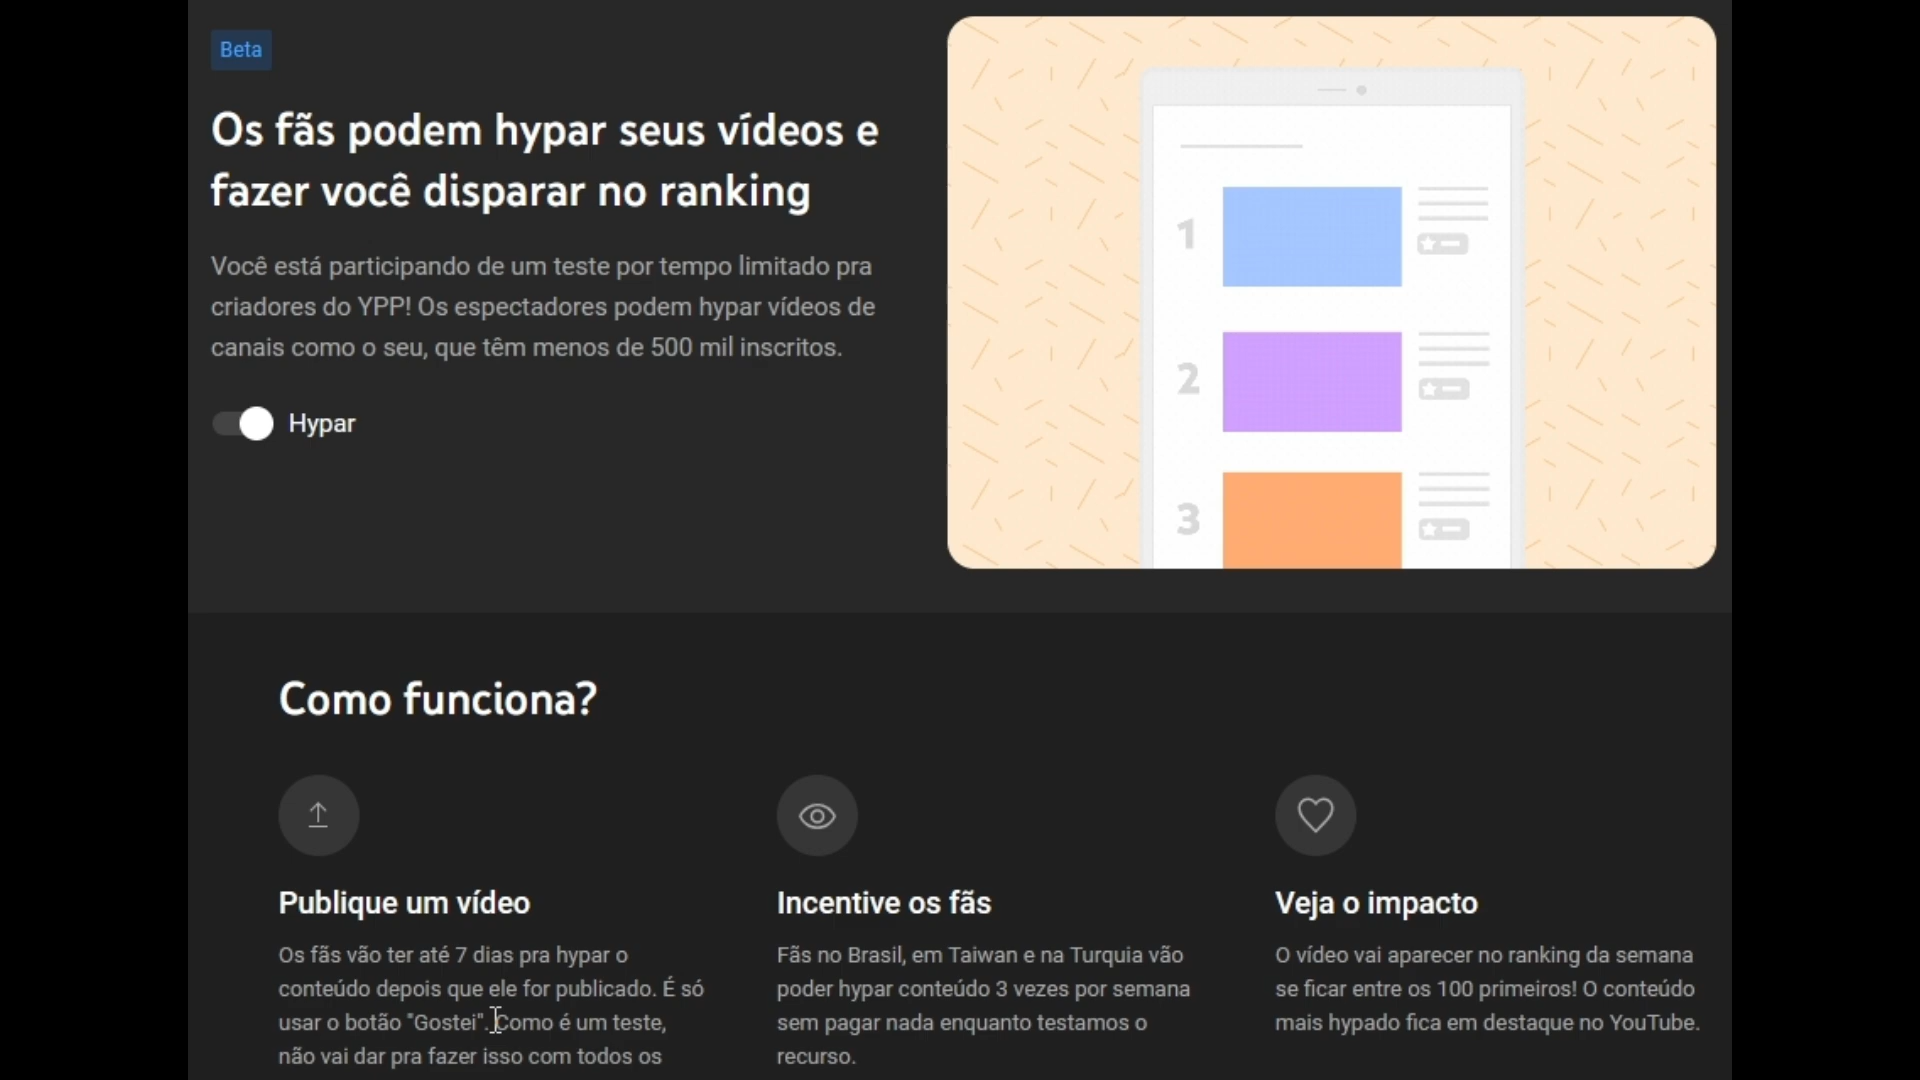 Beta
Os fãs podem hypar seus vídeos e
fazer você disparar no ranking
Você está participando de um teste por tempo limitado pra
criadores do YPP! Os espectadores podem hypar vídeos de
canais como o seu, que têm menos de 500 mil inscritos.
Hypar
1
2
3
Como funciona?
Publique um vídeo
Os fãs vão ter até 7 dias pra hypar o
conteúdo depois que ele for publicado. É só
usar o botão "Gostei". Como é um teste,
não vai dar pra fazer isso com todos os
Incentive os fãs
Fãs no Brasil, em Taiwan e na Turquia vão
poder hypar conteúdo 3 vezes por semana
sem pagar nada enquanto testamos o
recurso.
Veja o impacto
O vídeo vai aparecer no ranking da semana
se ficar entre os 100 primeiros! O conteúdo
mais hypado fica em destaque no YouTube.